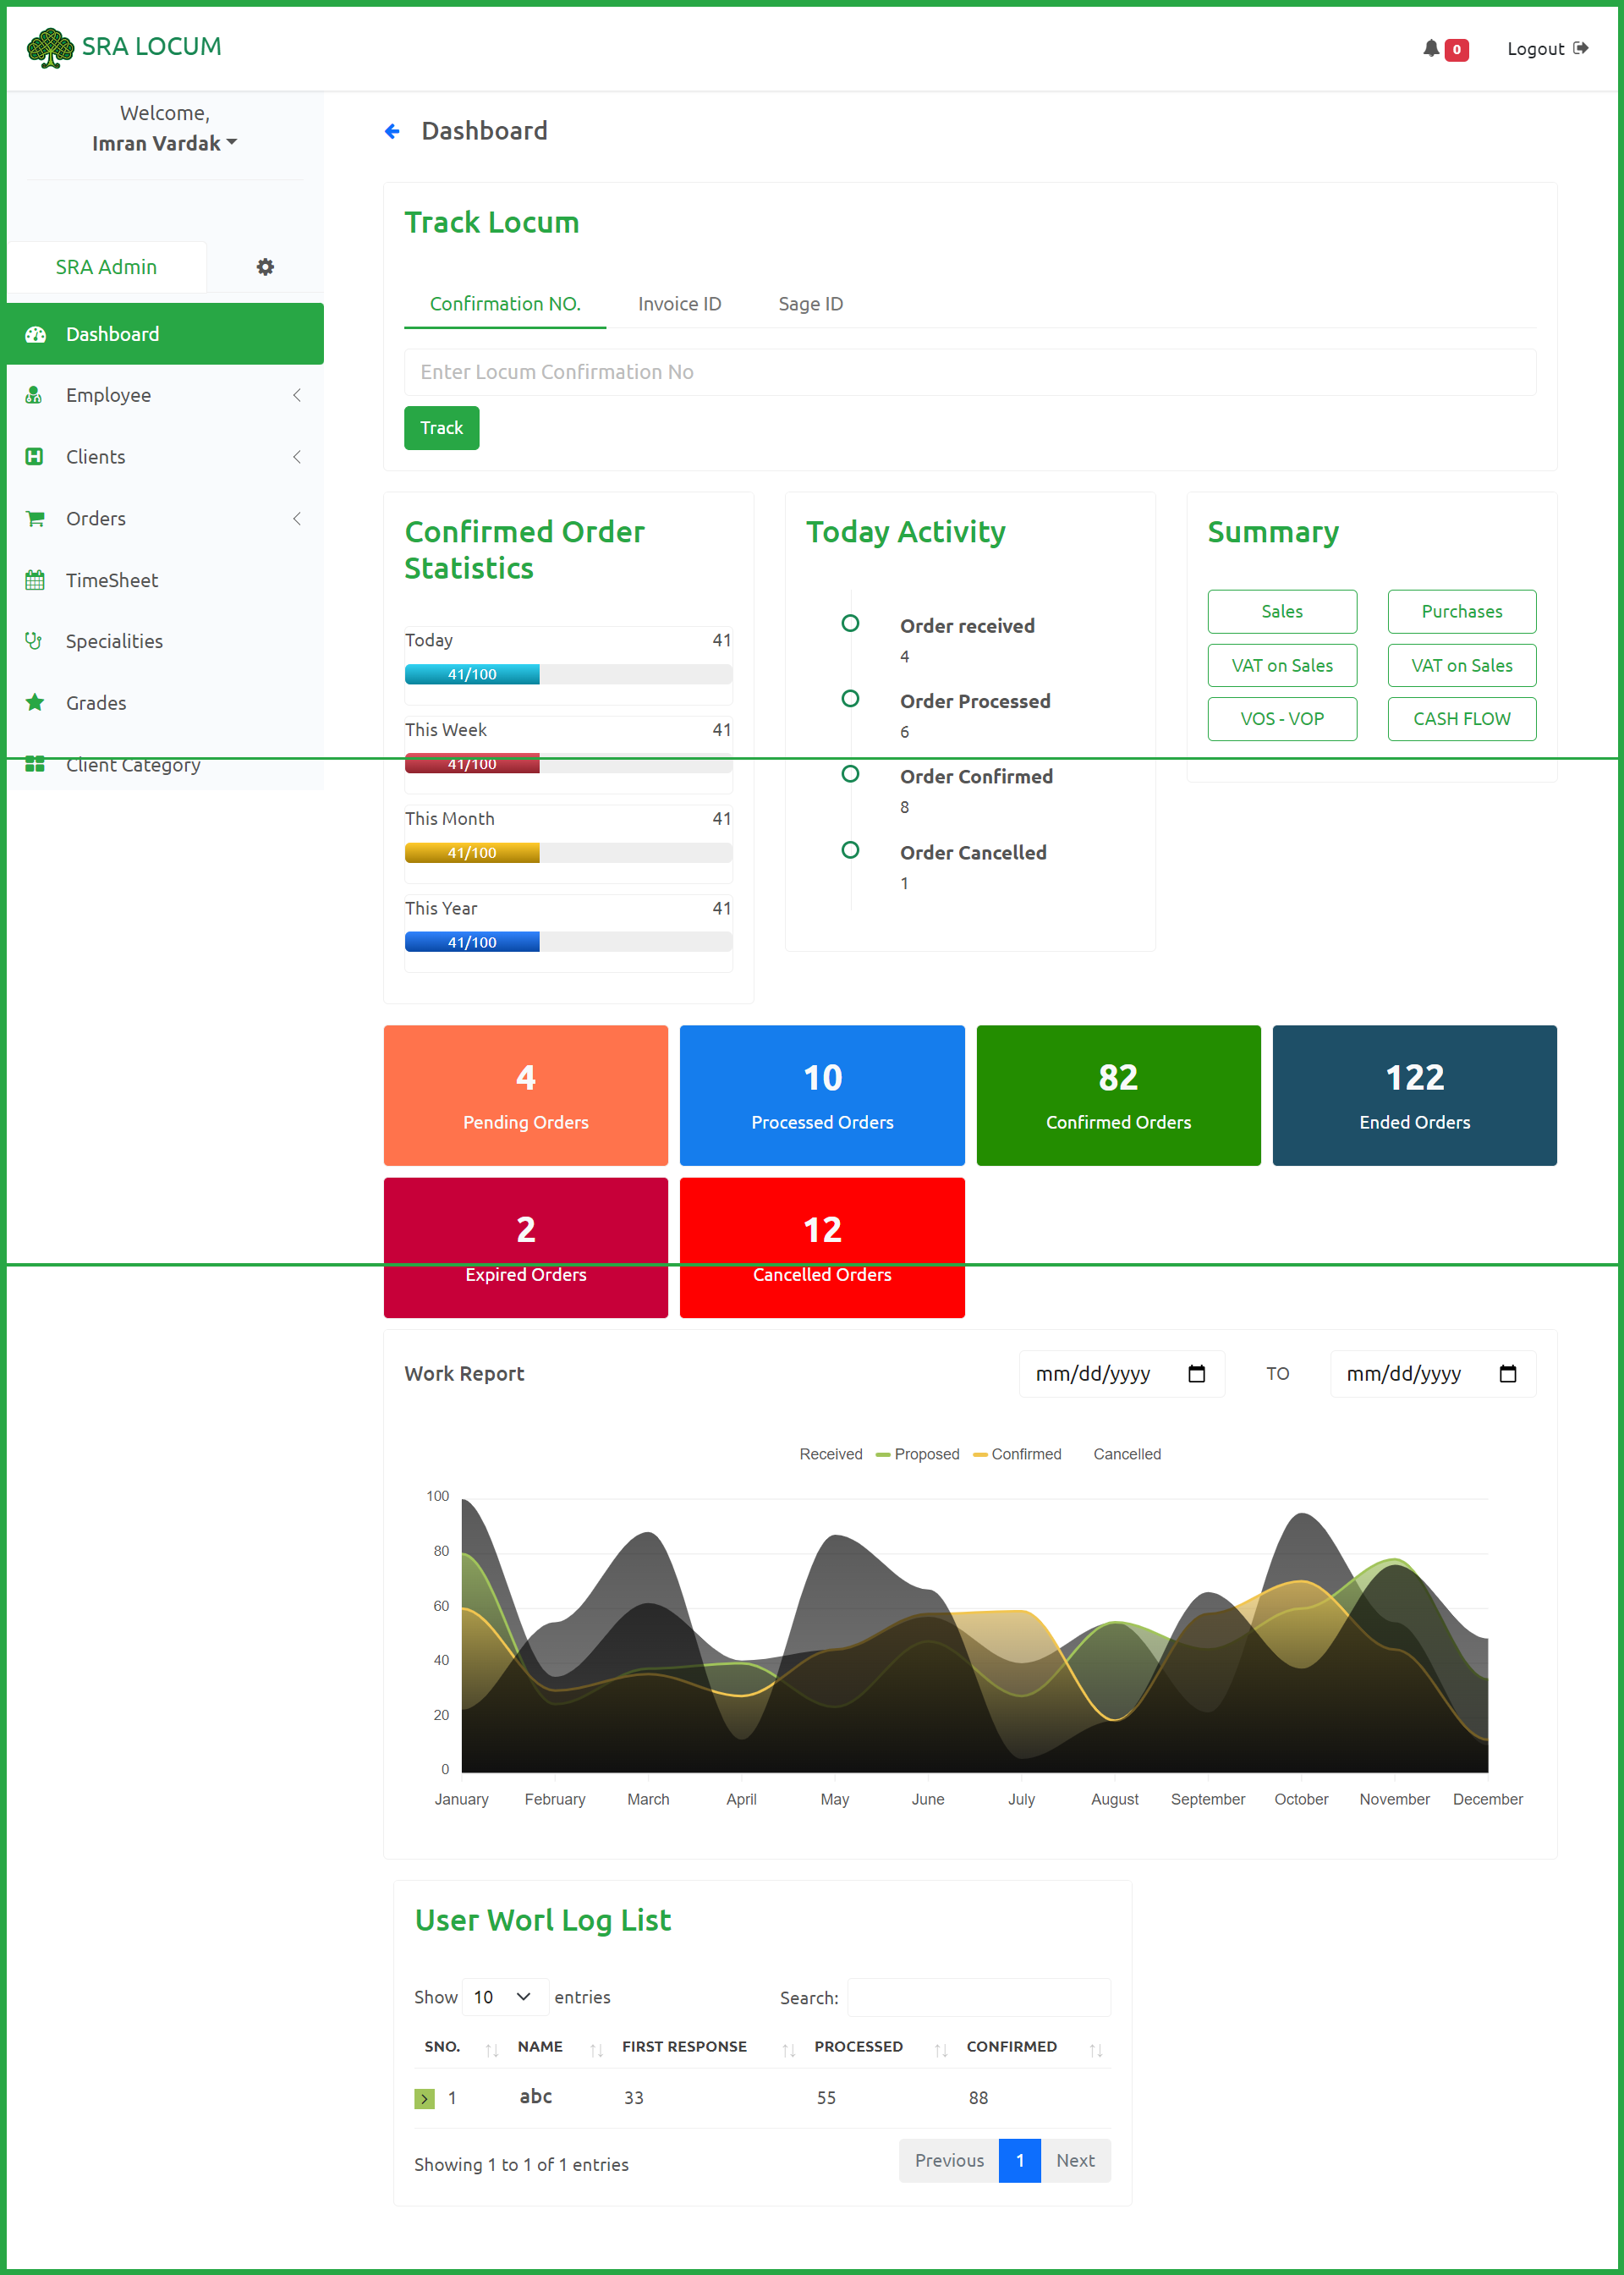 SRA LOCUM
0
Logout
Welcome,
Imran Vardak
SRA Admin
Dashboard
Employee
Clients
Orders
TimeSheet
Specialities
Grades
Client Category
Dashboard
Track Locum
Confirmation NO.
Invoice ID
Sage ID
Enter Locum Confirmation No
Track
Confirmed Order
Statistics
Today 41
41/100
This Week 41
41/100
This Month 41
41/100
This Year 41
41/100
Today Activity
Order received
4
Order Processed
6
Order Confirmed
8
Order Cancelled
1
Summary
Sales Purchases
VAT on Sales VAT on Sales
VOS - VOP CASH FLOW
4
Pending Orders
10
Processed Orders
82
Confirmed Orders
122
Ended Orders
2
Expired Orders
12
Cancelled Orders
Work Report
mm/dd/yyyy TO mm/dd/yyyy
Received Proposed Confirmed Cancelled
100
80
60
40
20
0
January February March April May June July August September October November December
User Worl Log List
Show 10 entries
Search:
SNO. NAME FIRST RESPONSE PROCESSED CONFIRMED
1 abc 33 55 88
Showing 1 to 1 of 1 entries
Previous 1 Next